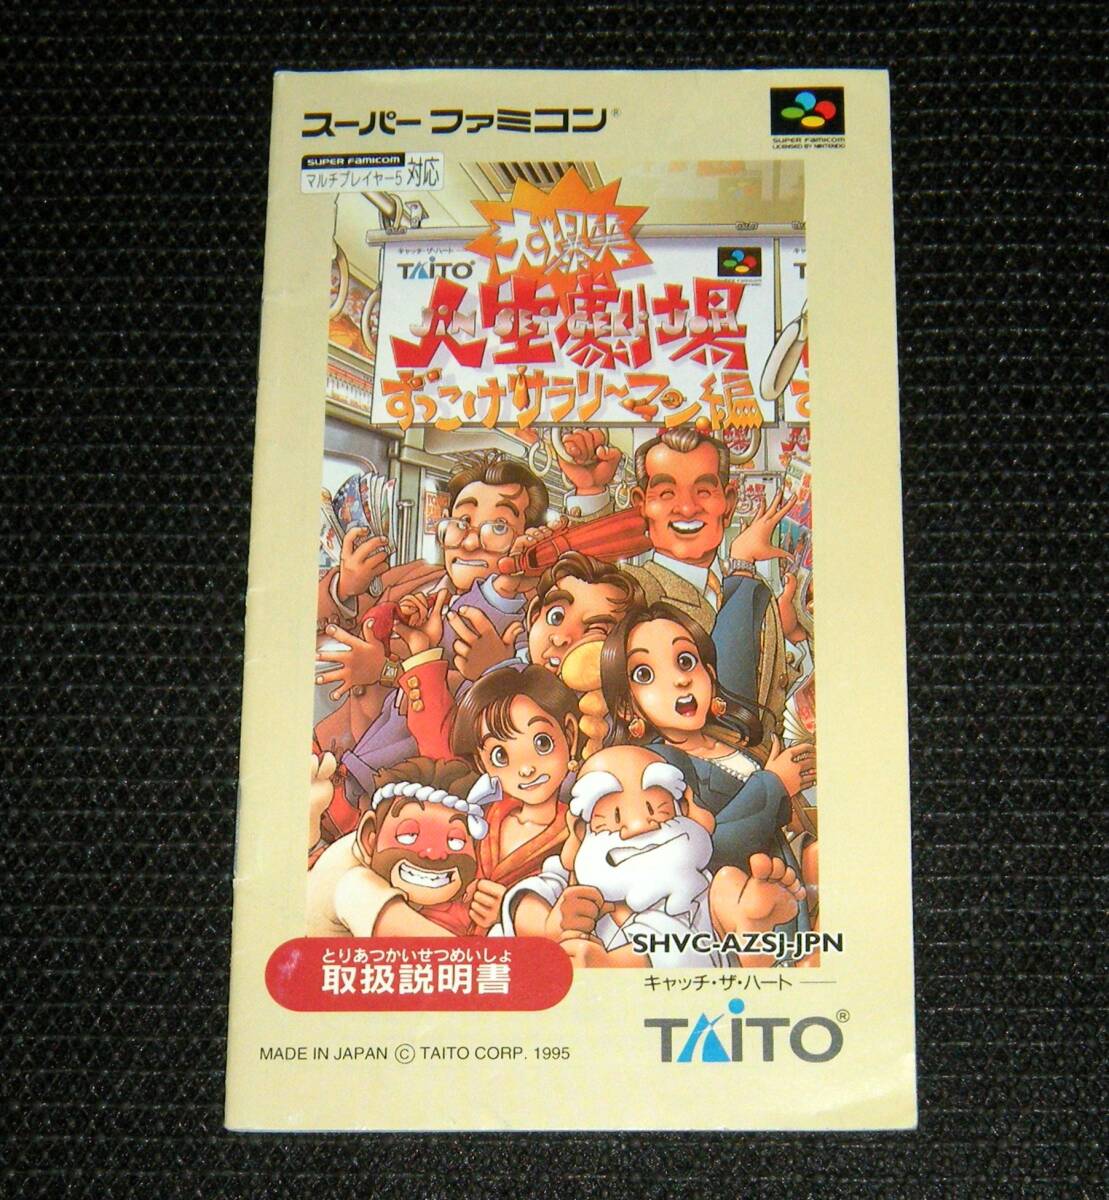 スーパーファミコン®
SUPER FAMICOM
LICENSED BY NINTENDO
SUPER FAMICOM
マルチプレイヤー5 対応
大爆笑
キャッチ・ザ・ハート
TAITO®
人生劇場
ずっこけサラリーマン編
SHVC-AZSJ-JPN
とりあつかいせつめいしょ
取扱説明書
キャッチ・ザ・ハート
TAITO®
MADE IN JAPAN © TAITO CORP. 1995